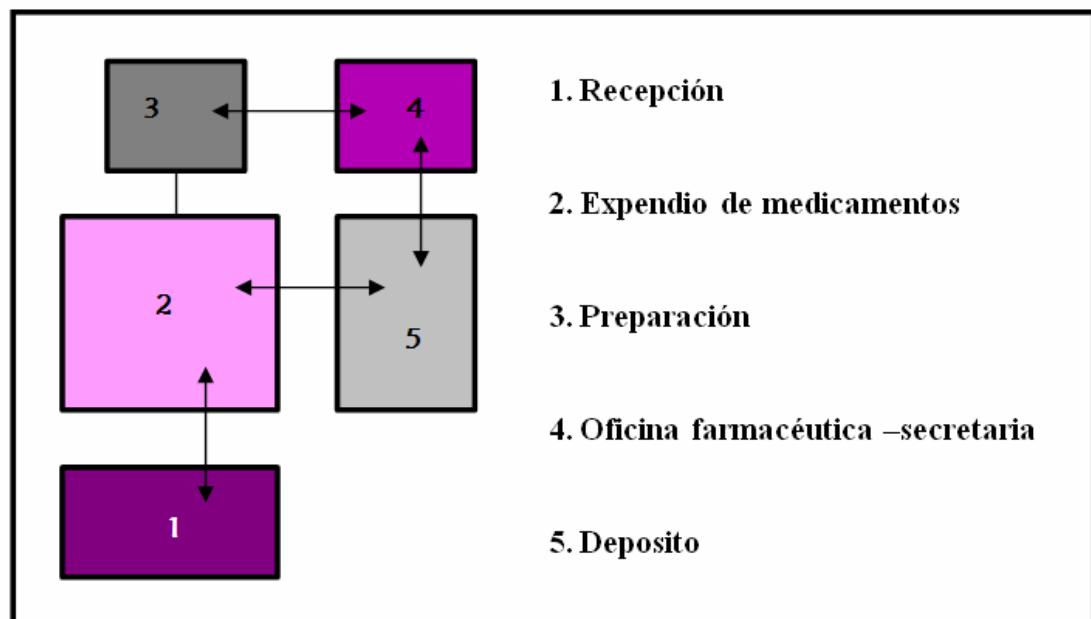 3
4
1. Recepción
2. Expendio de medicamentos
2
3. Preparación
5
4. Oficina farmacéutica –secretaria
1
5. Deposito